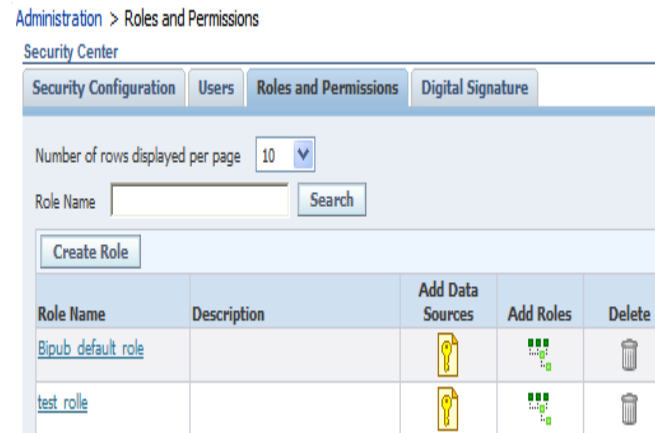 Administration > Roles and Permissions
Security Center
Security Configuration Users Roles and Permissions Digital Signature
Number of rows displayed per page 10
Role Name Search
Create Role
Role Name Description Add Data Sources Add Roles Delete
Bipub default role
test rolle